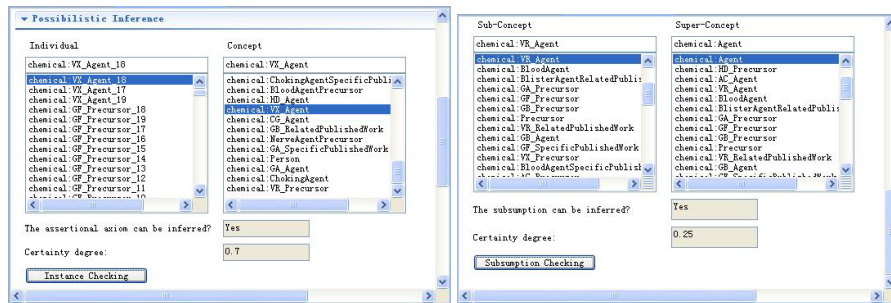 Possibilistic Inference
Individual
chemical:VX_Agent_18
chemical:VX_Agent_18
chemical:VX_Agent_17
chemical:VX_Agent_19
chemical:GF_Precursor_18
chemical:GF_Precursor_19
chemical:GF_Precursor_17
chemical:GF_Precursor_16
chemical:GF_Precursor_15
chemical:GF_Precursor_14
chemical:GF_Precursor_13
chemical:GF_Precursor_12
chemical:GF_Precursor_11
Concept
chemical:VX_Agent
chemical:ChokingAgentSpecificPubli
chemical:BloodAgentPrecursor
chemical:HD_Agent
chemical:VX_Agent
chemical:CG_Agent
chemical:GB_RelatedPublishedWork
chemical:NerveAgentPrecursor
chemical:GA_SpecificPublishedWork
chemical:Person
chemical:GA_Agent
chemical:ChokingAgent
chemical:VR_Precursor
The assertional axiom can be inferred? Yes
Certainty degree: 0.7
Instance Checking
Sub-Concept
chemical:VR_Agent
chemical:VR_Agent
chemical:BloodAgent
chemical:BlisterAgentRelatedPublis
chemical:GA_Precursor
chemical:GF_Precursor
chemical:GB_Precursor
chemical:Precursor
chemical:VR_RelatedPublishedWork
chemical:GB_Agent
chemical:GF_SpecificPublishedWork
chemical:VX_Precursor
chemical:BloodAgentSpecificPublish
Super-Concept
chemical:Agent
chemical:Agent
chemical:HD_Precursor
chemical:AC_Agent
chemical:VR_Agent
chemical:BloodAgent
chemical:BlisterAgentRelatedPublis
chemical:GA_Precursor
chemical:GF_Precursor
chemical:GB_Precursor
chemical:Precursor
chemical:VR_RelatedPublishedWork
chemical:GB_Agent
The subsumption can be inferred? Yes
Certainty degree: 0.25
Subsumption Checking